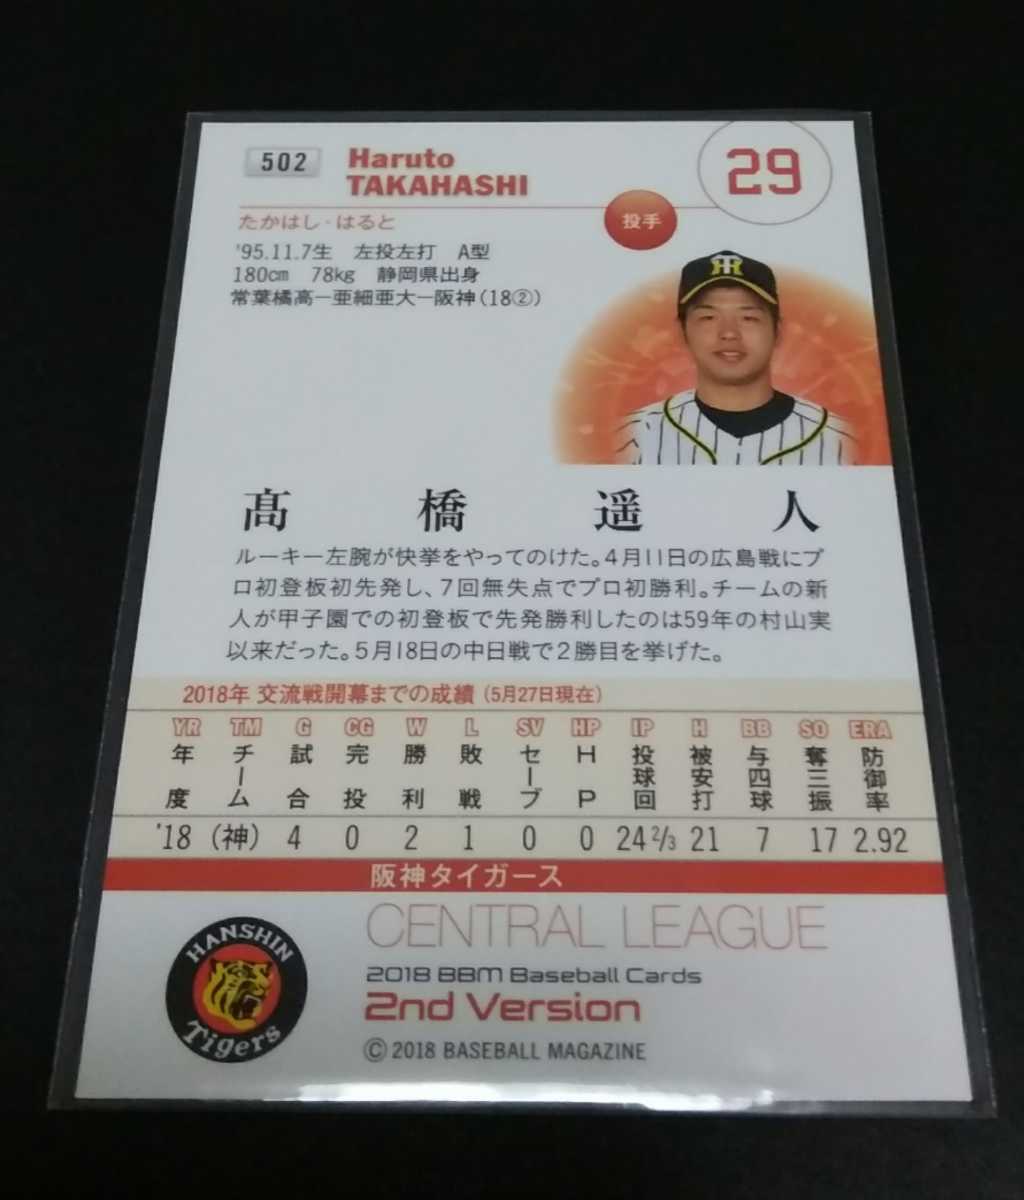 502
Haruto
TAKAHASHI
29
たかはし・はると
投手
'95.11.7生 左投左打 A型
180cm 78kg 静岡県出身
常葉橘高ー亜細亜大ー阪神(18②)
髙橋遥人
ルーキー左腕が快挙をやってのけた。4月11日の広島戦にプ
ロ初登板初先発し、7回無失点でプロ初勝利。チームの新
人が甲子園での初登板で先発勝利したのは59年の村山実
以来だった。5月18日の中日戦で2勝目を挙げた。
2018年 交流戦開幕までの成績 (5月27日現在)
YR TM G CG W L SV HP IP H BB SO ERA
年度 チーム 試合 完投 勝利 敗戦 セーブ HP 投球回 被安打 与四球 奪三振 防御率
'18 (神) 4 0 2 1 0 0 24 2/3 21 7 17 2.92
阪神タイガース
HANSHIN
Tigers
CENTRAL LEAGUE
2018 BBM Baseball Cards
2nd Version
© 2018 BASEBALL MAGAZINE